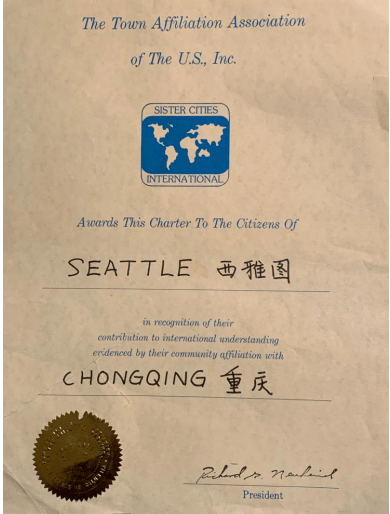 The Town Affiliation Association
of The U.S., Inc.
SISTER CITIES
INTERNATIONAL
Awards This Charter To The Citizens Of
SEATTLE 西雅图
in recognition of their
contribution to international understanding
evidenced by their community affiliation with
CHONGQING 重庆
Richard G.
President